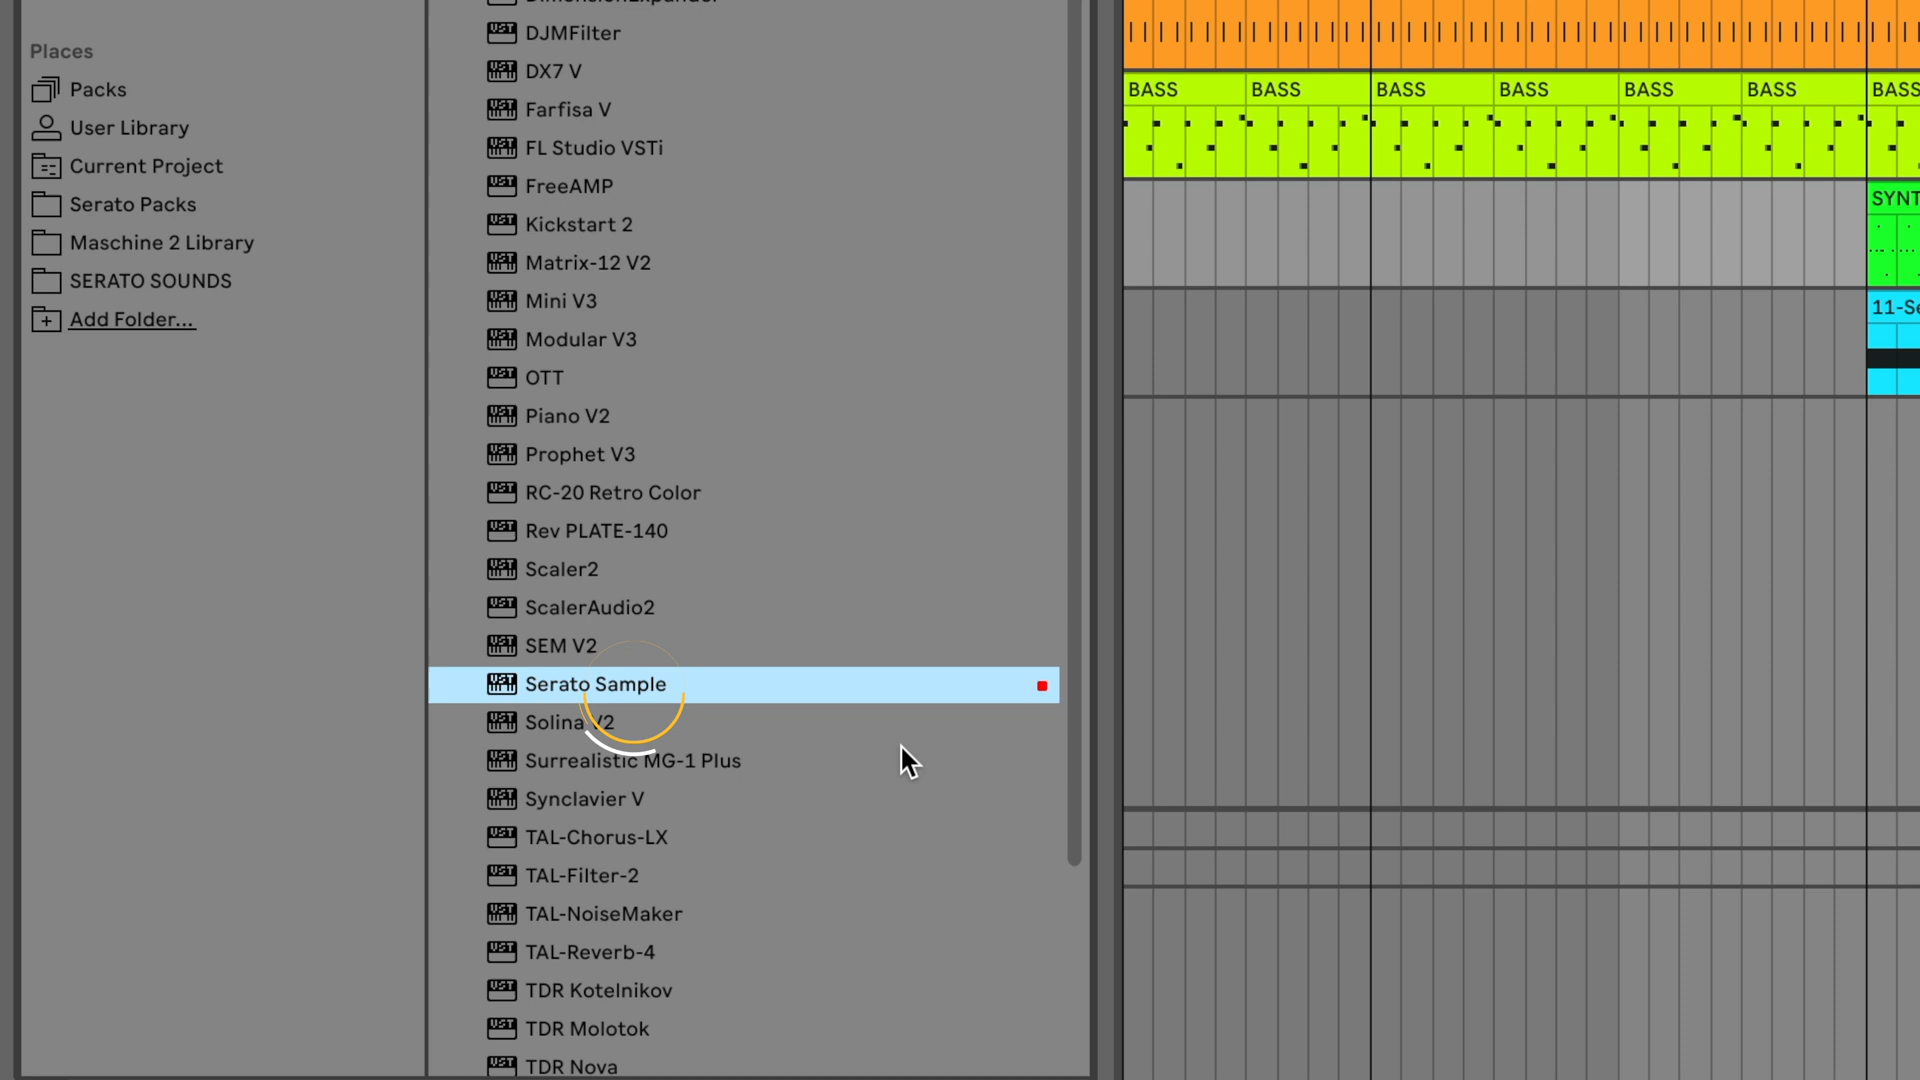 Places
Packs
User Library
Current Project
Serato Packs
Maschine 2 Library
SERATO SOUNDS
Add Folder...
DimensionExpander
DJMFilter
DX7 V
Farfisa V
FL Studio VSTi
FreeAMP
Kickstart 2
Matrix-12 V2
Mini V3
Modular V3
OTT
Piano V2
Prophet V3
RC-20 Retro Color
Rev PLATE-140
Scaler2
ScalerAudio2
SEM V2
Serato Sample
Solina V2
Surrealistic MG-1 Plus
Synclavier V
TAL-Chorus-LX
TAL-Filter-2
TAL-NoiseMaker
TAL-Reverb-4
TDR Kotelnikov
TDR Molotok
TDR Nova
BASS BASS BASS BASS BASS BASS BASS
SYNT
11-Se